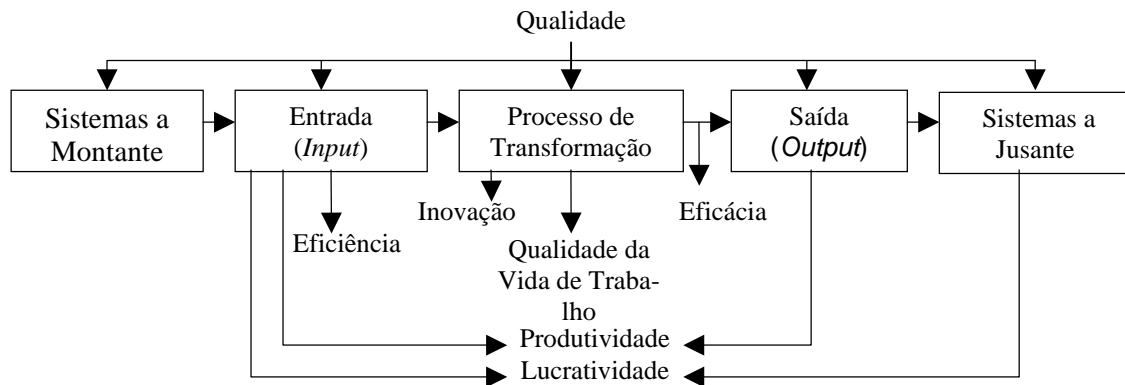 Qualidade
Sistemas a
Montante
Entrada
(Input)
Processo de
Transformação
Saída
(Output)
Sistemas a
Jusante
Inovação
Eficácia
Eficiência
Qualidade da
Vida de Traba-
lho
Produtividade
Lucratividade